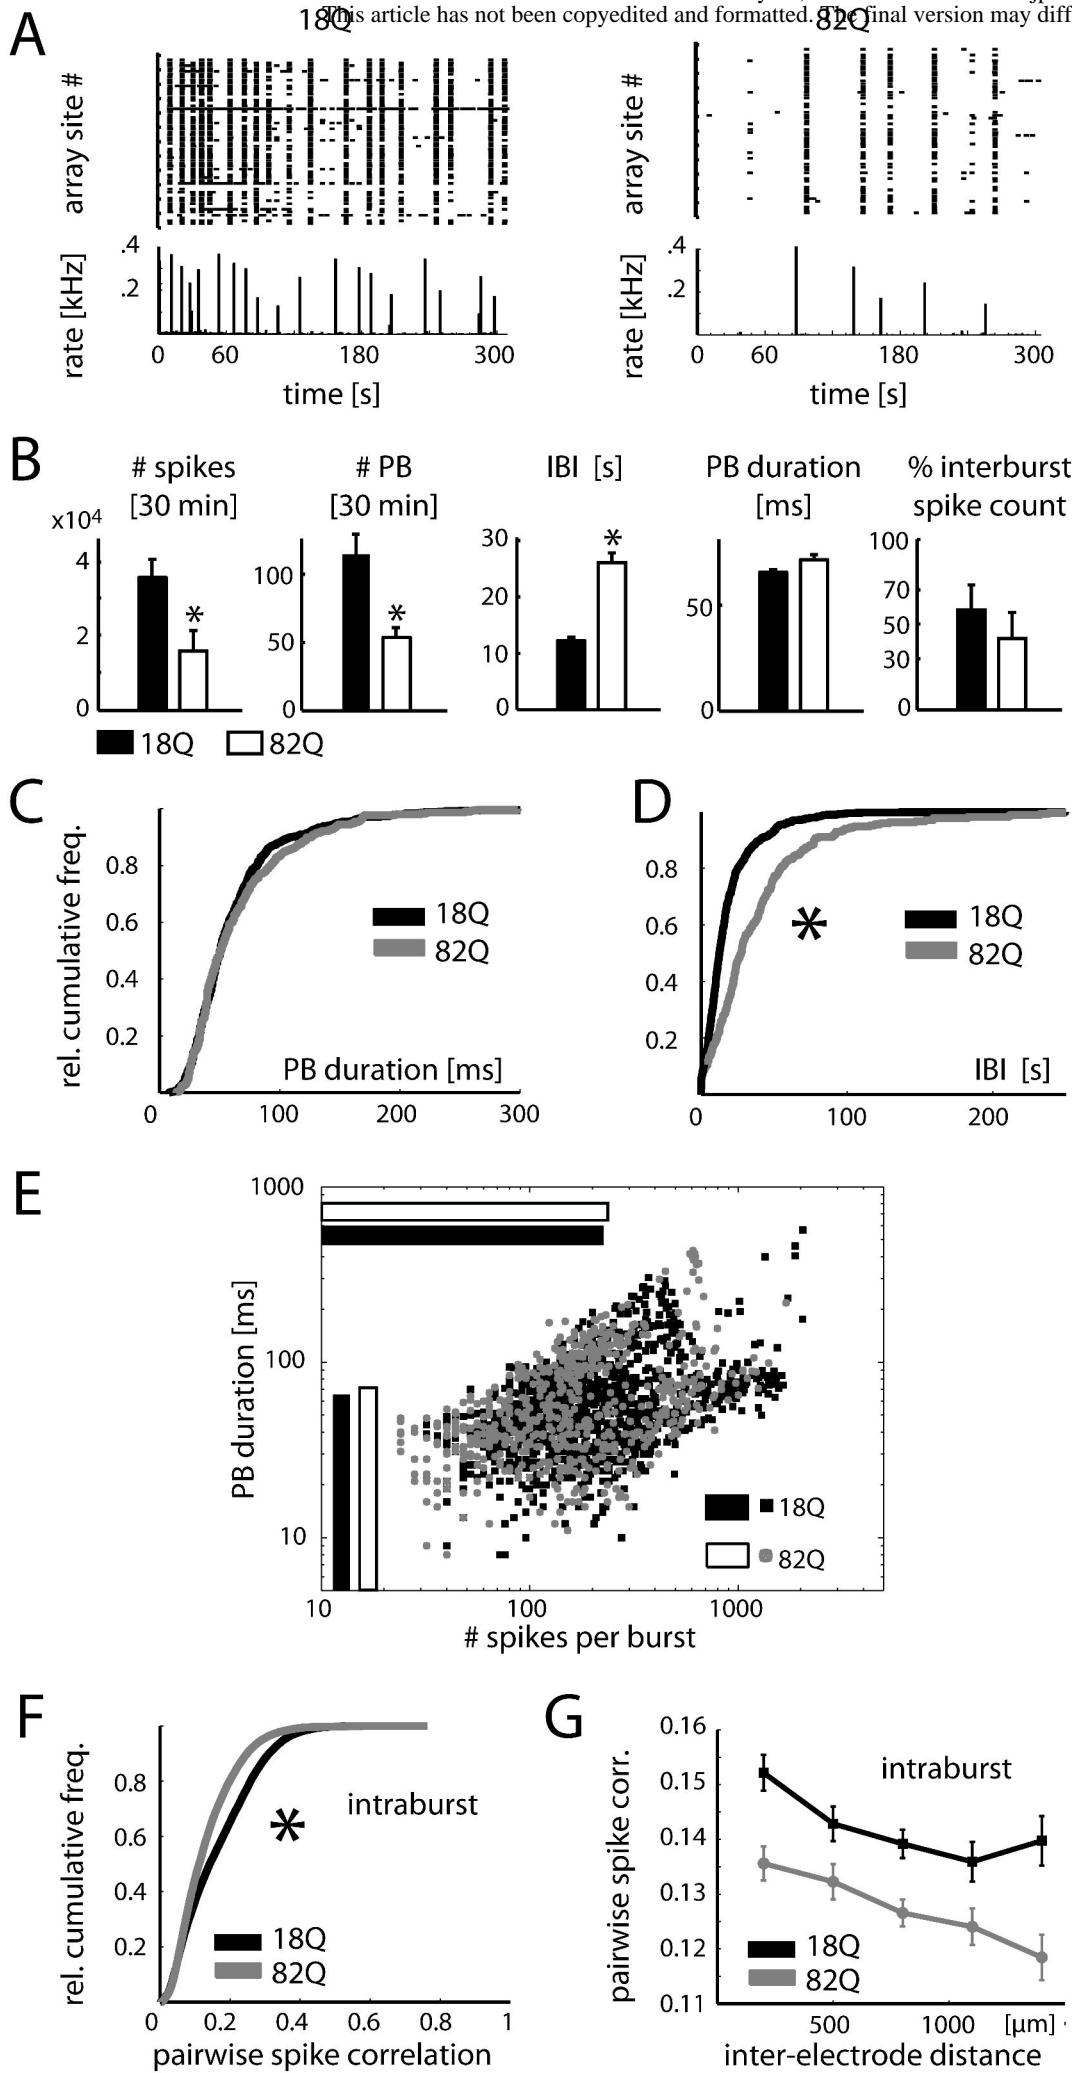 This article has not been copyedited and formatted. The final version may diff
A
18Q
82Q
array site #
array site #
rate [kHz]
.4
.2
0 60 180 300
time [s]
rate [kHz]
.4
.2
0 60 180 300
time [s]
B
# spikes
[30 min]
x10⁴
4
2
0
# PB
[30 min]
100
50
0
IBI [s]
30
20
10
0
*
PB duration
[ms]
50
0
% interburst
spike count
100
70
50
30
0
*
*
18Q 82Q
C
rel. cumulative freq.
0.8
0.6
0.4
0.2
18Q
82Q
PB duration [ms]
0 100 200 300
D
0.8
0.6
0.4
0.2
*
18Q
82Q
IBI [s]
0 100 200
E
PB duration [ms]
1000
100
10
18Q
82Q
10 100 1000
# spikes per burst
F
rel. cumulative freq.
0.8
0.6
0.4
0.2
intraburst
*
18Q
82Q
0 0.2 0.4 0.6 0.8 1
pairwise spike correlation
G
pairwise spike corr.
0.16
0.15
0.14
0.13
0.12
0.11
intraburst
18Q
82Q
500 1000 [µm]
inter-electrode distance